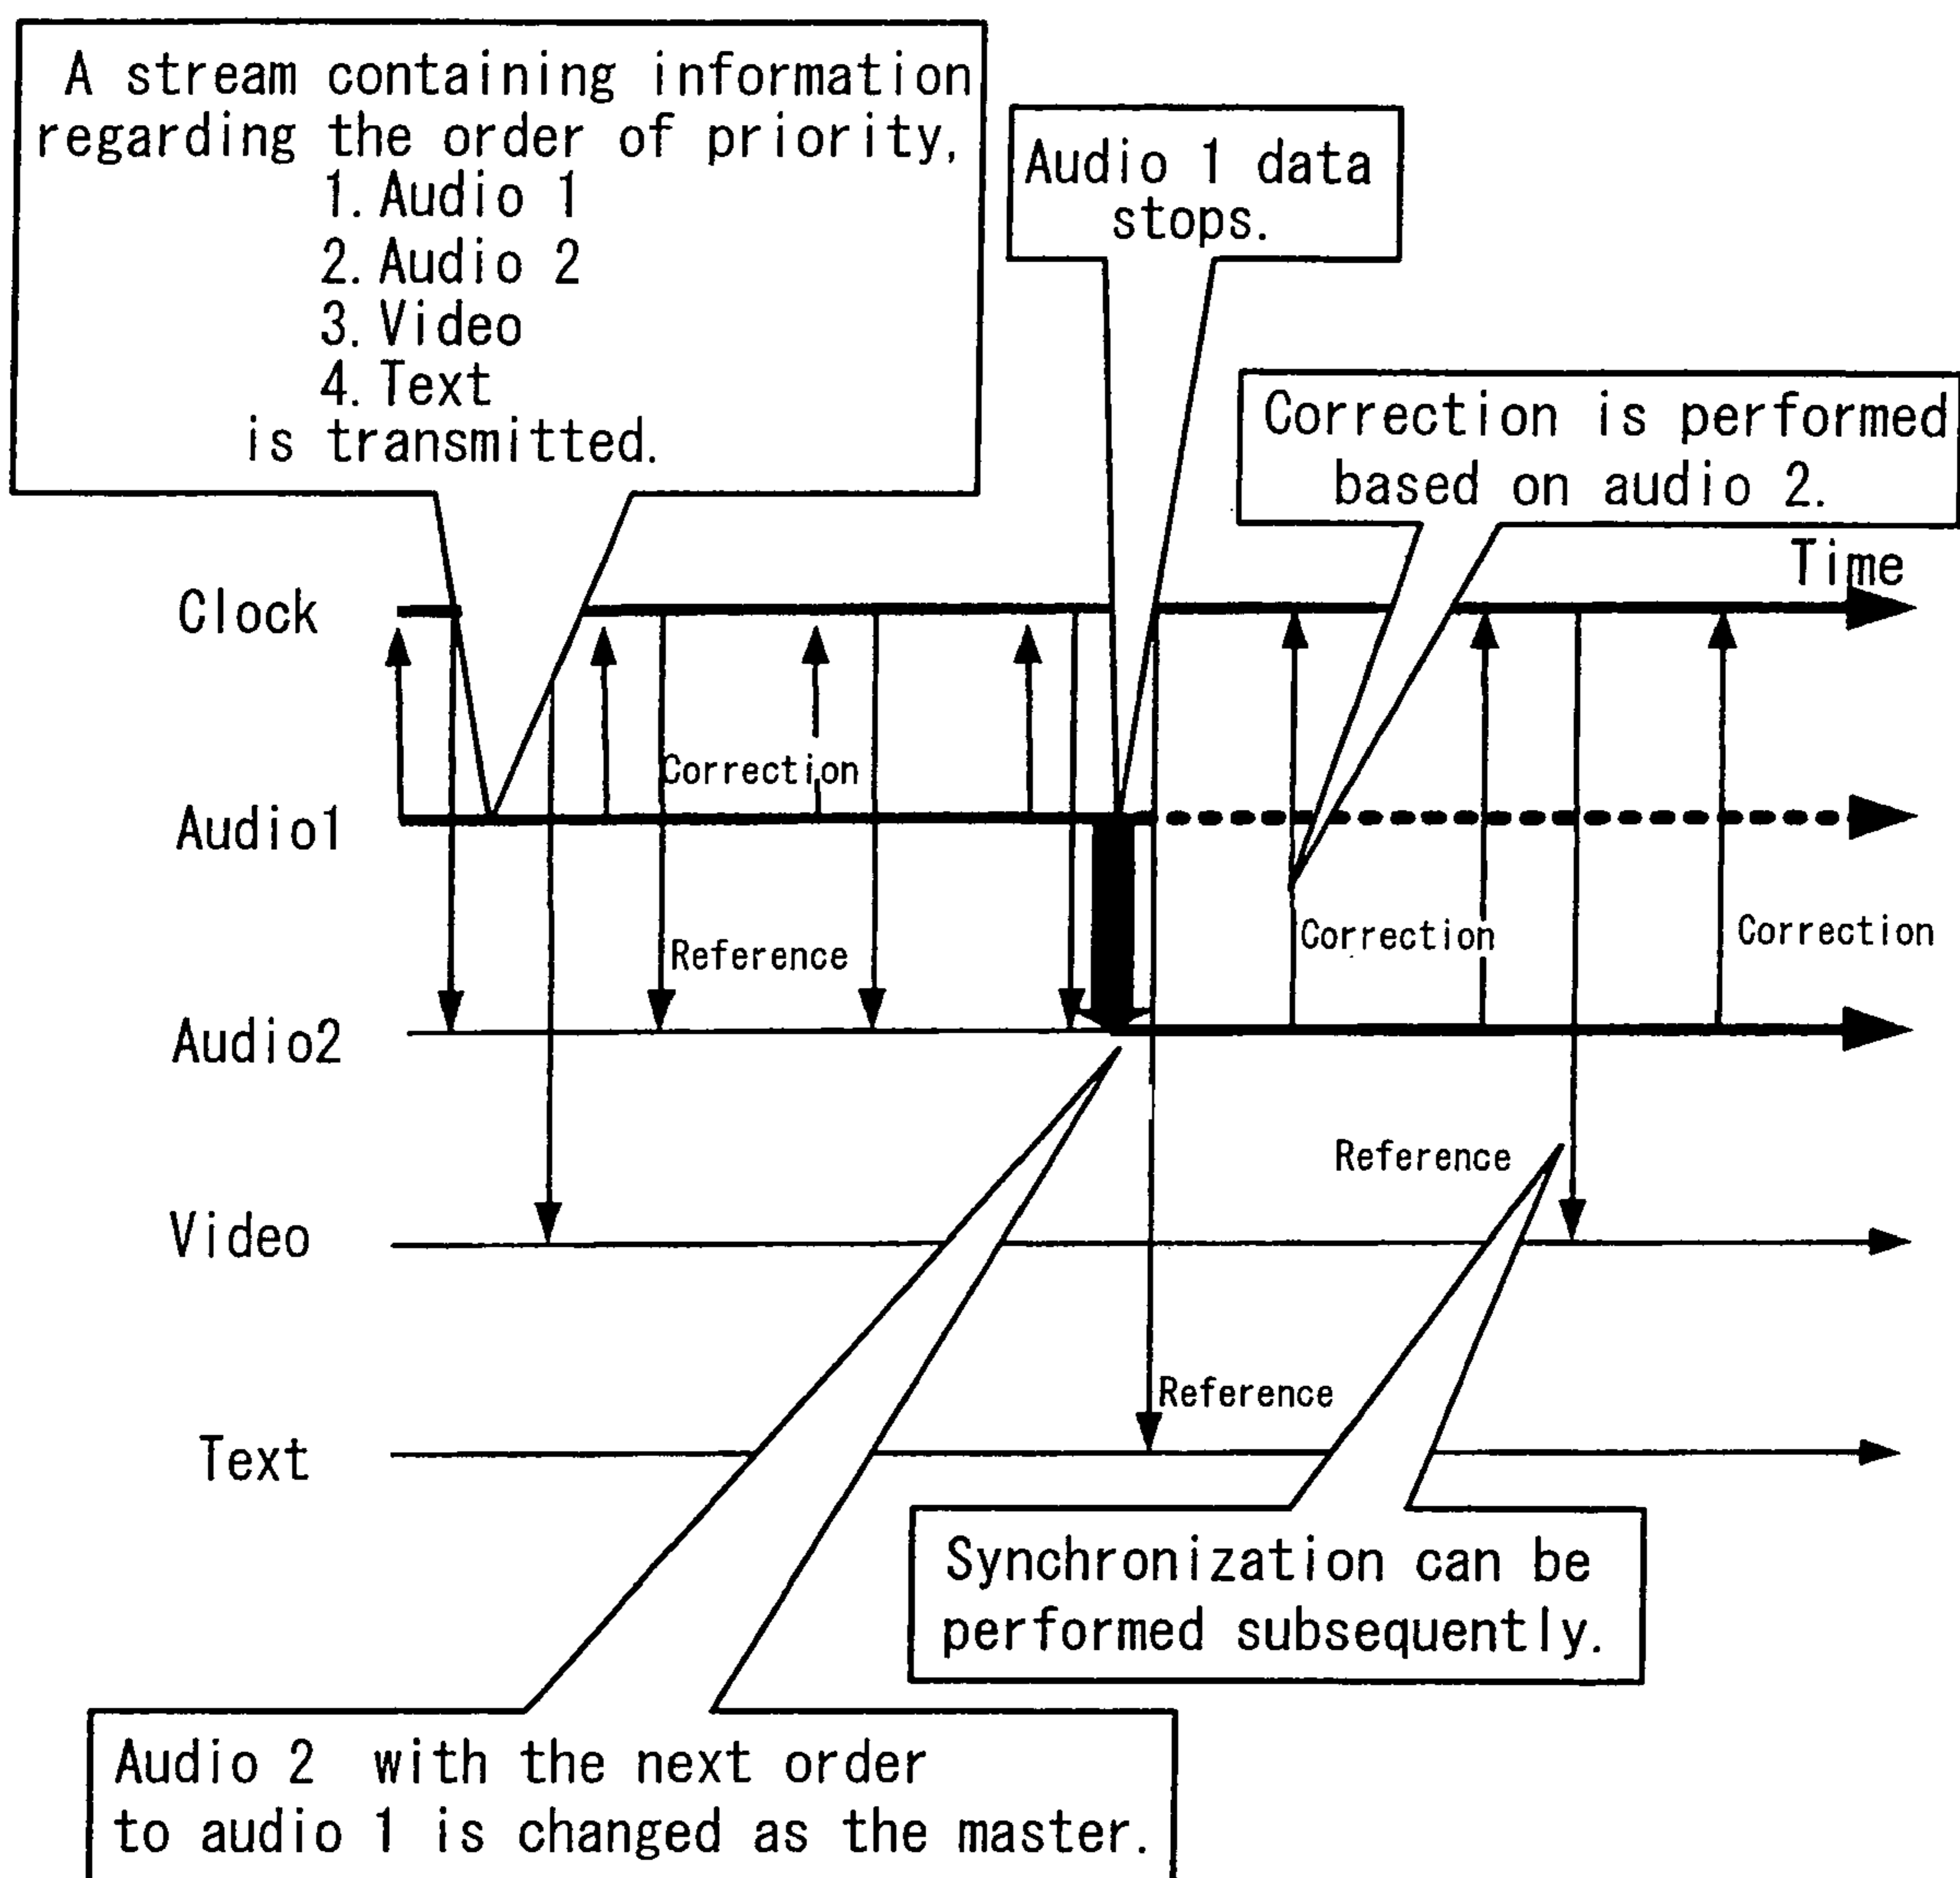 A stream containing information
regarding the order of priority,
1. Audio 1
2. Audio 2
3. Video
4. Text
is transmitted.
Audio 1 data
stops.
Correction is performed
based on audio 2.
Time
Clock
Correction
Audio1
Reference
Correction
Correction
Audio2
Reference
Video
Reference
Text
Synchronization can be
performed subsequently.
Audio 2 with the next order
to audio 1 is changed as the master.